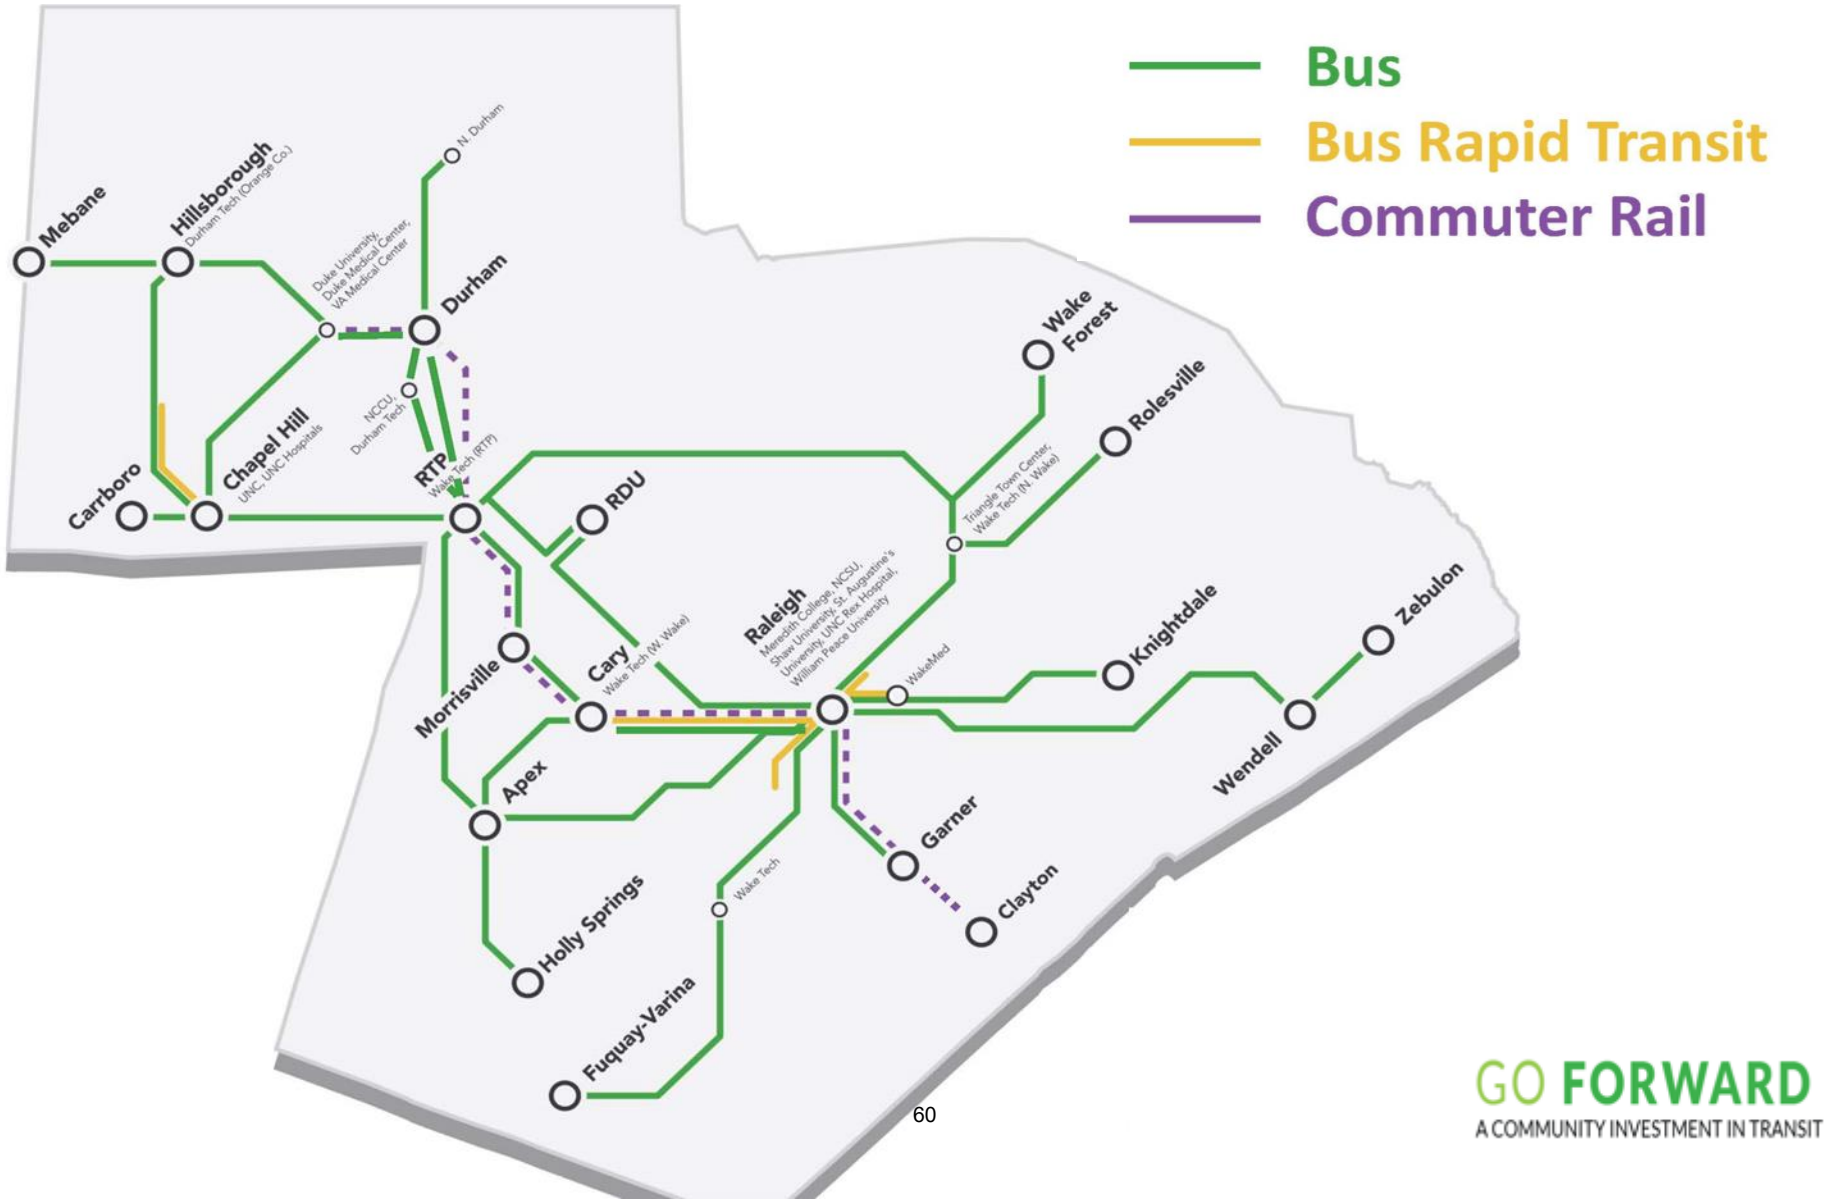 Bus
Bus Rapid Transit
Commuter Rail
N. Durham
Mebane
Hillsborough
Durham Tech (Orange Co.)
Duke University,
Duke Medical Center,
VA Medical Center
Durham
NCCU,
Durham Tech
Chapel Hill
UNC, UNC Hospitals
Carrboro
RTP
Wake Tech (RTP)
RDU
Wake
Forest
Rolesville
Triangle Town Center,
Wake Tech (N. Wake)
Raleigh
Meredith College, NCSU,
Shaw University, St. Augustine's
University, UNC Rex Hospital,
William Peace University
WakeMed
Knightdale
Zebulon
Wendell
Cary
Wake Tech (W. Wake)
Morrisville
Apex
Holly Springs
Wake Tech
Garner
Clayton
Fuquay-Varina
60
GO FORWARD
A COMMUNITY INVESTMENT IN TRANSIT